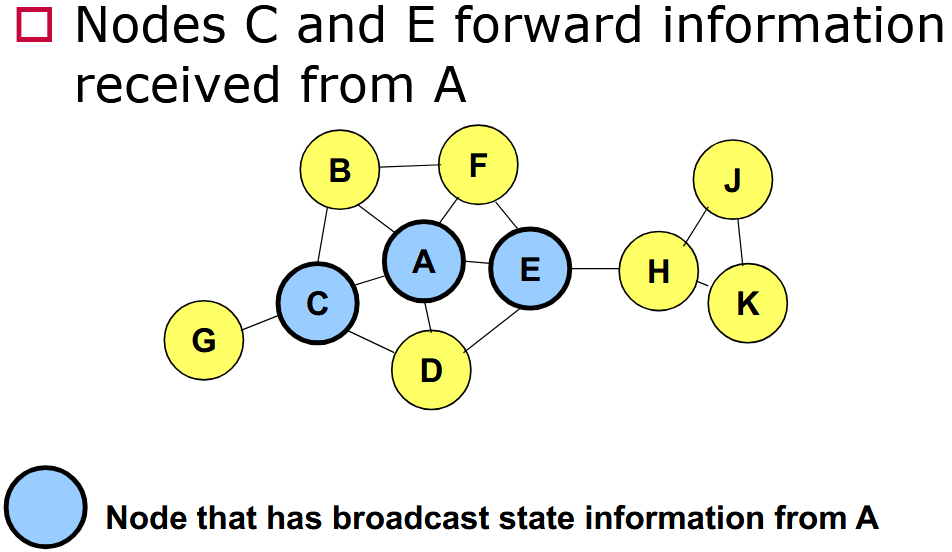 Nodes C and E forward information
received from A
B
F
J
A
E
H
C
K
G
D
Node that has broadcast state information from A